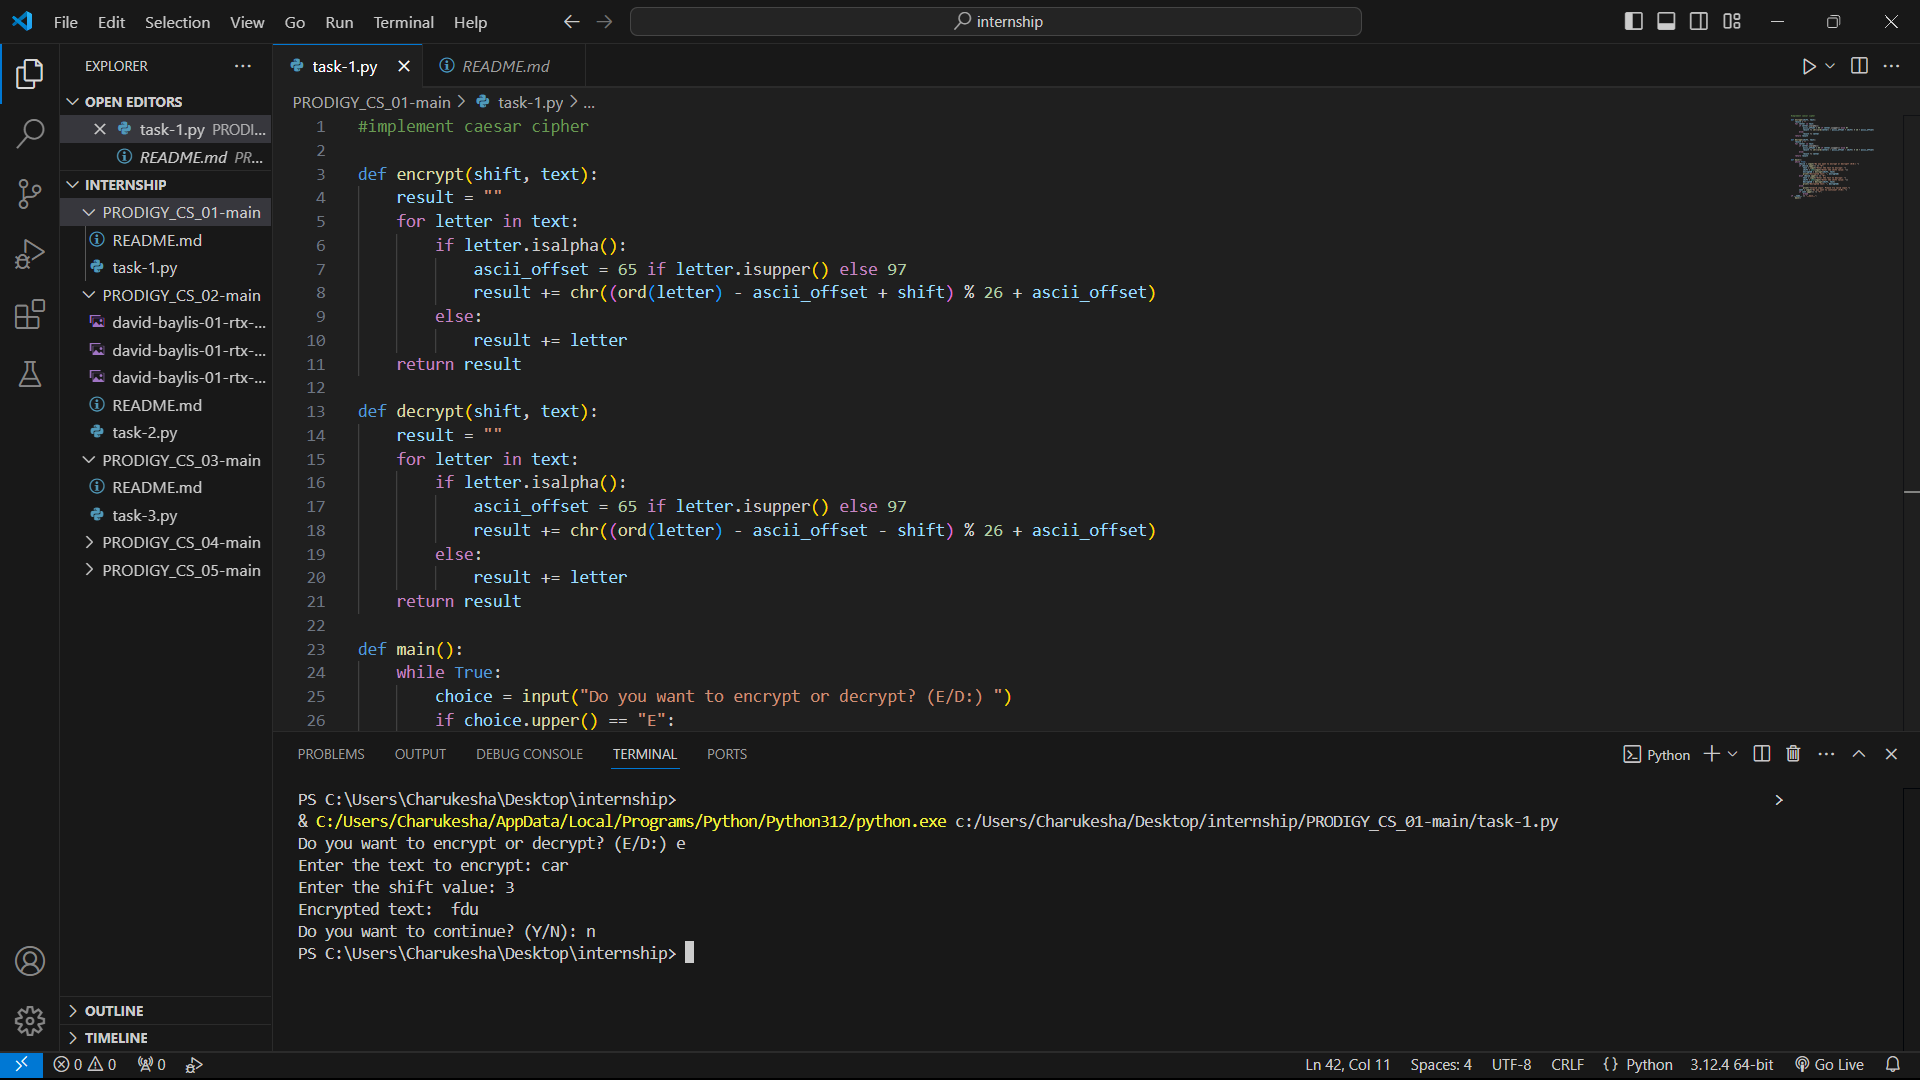 File Edit Selection View Go Run Terminal Help
internship
EXPLORER
OPEN EDITORS
task-1.py PRODI...
README.md PR...
INTERNSHIP
PRODIGY_CS_01-main
README.md
task-1.py
PRODIGY_CS_02-main
david-baylis-01-rtx-...
david-baylis-01-rtx-...
david-baylis-01-rtx-...
README.md
task-2.py
PRODIGY_CS_03-main
README.md
task-3.py
PRODIGY_CS_04-main
PRODIGY_CS_05-main
OUTLINE
TIMELINE
task-1.py README.md
PRODIGY_CS_01-main > task-1.py > ...
1 #implement caesar cipher
2
3 def encrypt(shift, text):
4 result = ""
5 for letter in text:
6 if letter.isalpha():
7 ascii_offset = 65 if letter.isupper() else 97
8 result += chr((ord(letter) - ascii_offset + shift) % 26 + ascii_offset)
9 else:
10 result += letter
11 return result
12
13 def decrypt(shift, text):
14 result = ""
15 for letter in text:
16 if letter.isalpha():
17 ascii_offset = 65 if letter.isupper() else 97
18 result += chr((ord(letter) - ascii_offset - shift) % 26 + ascii_offset)
19 else:
20 result += letter
21 return result
22
23 def main():
24 while True:
25 choice = input("Do you want to encrypt or decrypt? (E/D:) ")
26 if choice.upper() == "E":
PROBLEMS OUTPUT DEBUG CONSOLE TERMINAL PORTS
Python
PS C:\Users\Charukesha\Desktop\internship>
& C:/Users/Charukesha/AppData/Local/Programs/Python/Python312/python.exe c:/Users/Charukesha/Desktop/internship/PRODIGY_CS_01-main/task-1.py
Do you want to encrypt or decrypt? (E/D:) e
Enter the text to encrypt: car
Enter the shift value: 3
Encrypted text:  fdu
Do you want to continue? (Y/N): n
PS C:\Users\Charukesha\Desktop\internship>
0 0 0
Ln 42, Col 11 Spaces: 4 UTF-8 CRLF {} Python 3.12.4 64-bit Go Live